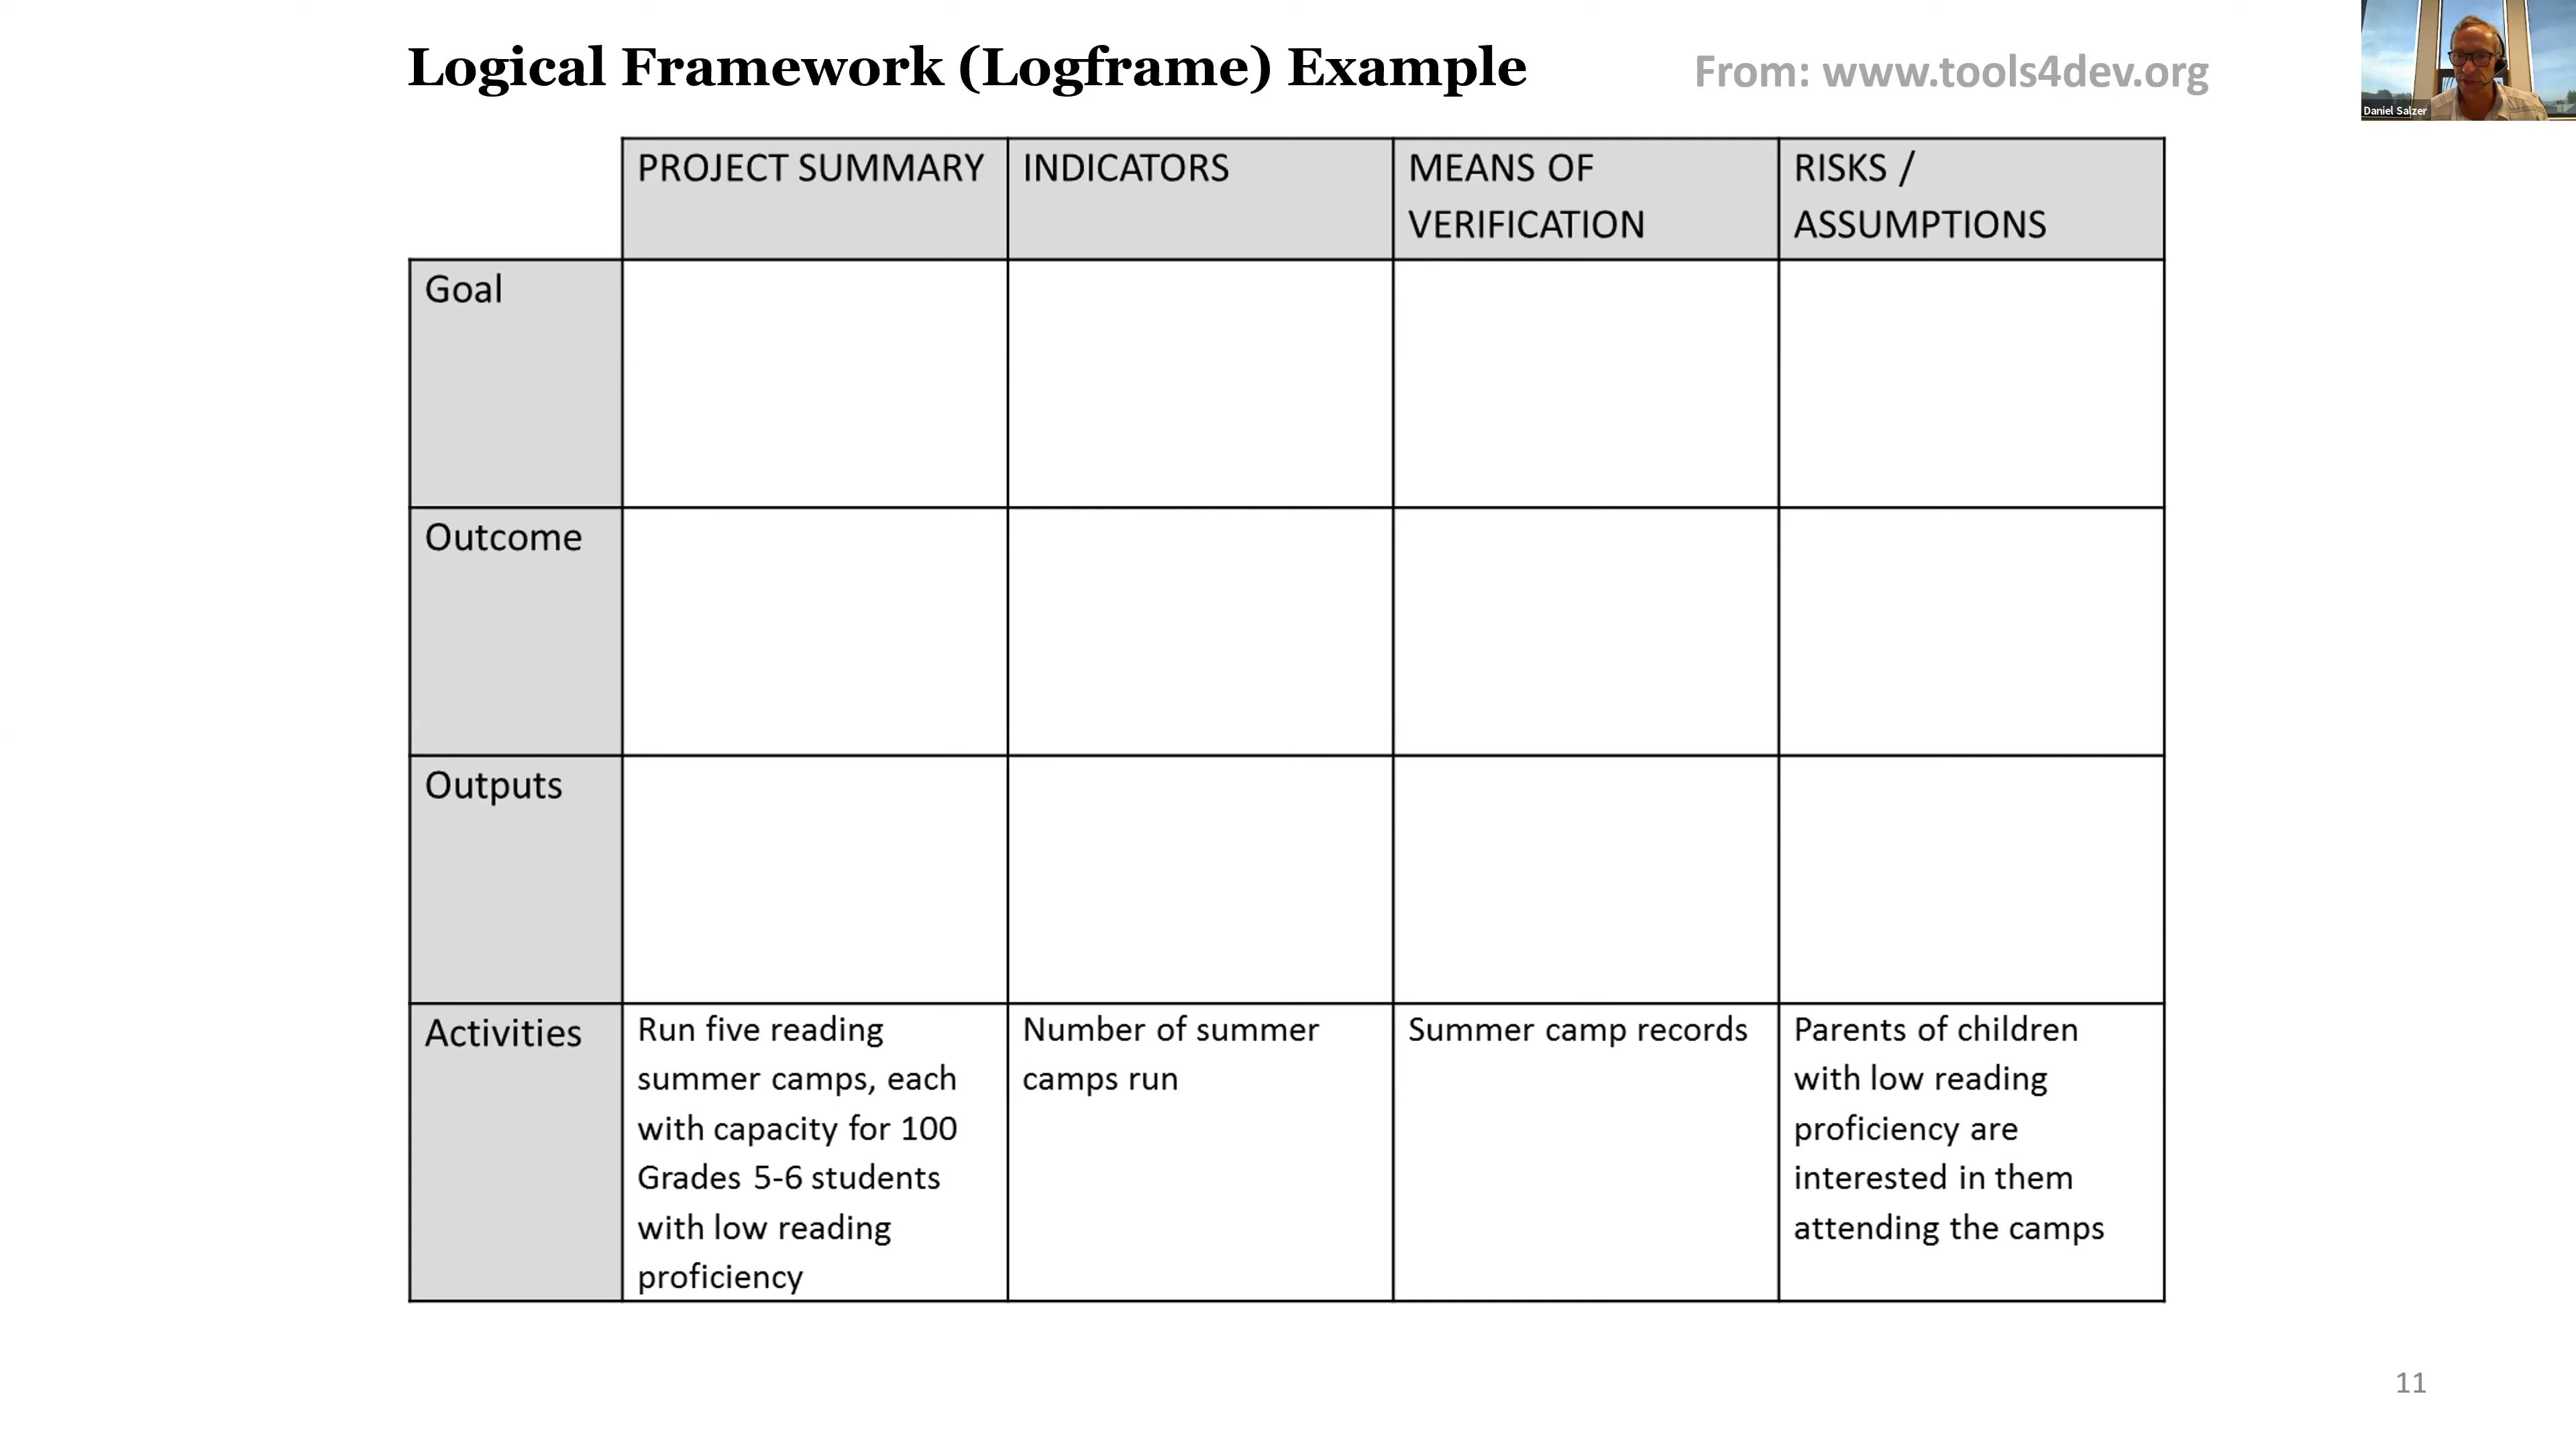 Logical Framework (Logframe) Example
From: www.tools4dev.org
Daniel Salzer
PROJECT SUMMARY
INDICATORS
MEANS OF
VERIFICATION
RISKS /
ASSUMPTIONS
Goal
Outcome
Outputs
Activities
Run five reading
summer camps, each
with capacity for 100
Grades 5-6 students
with low reading
proficiency
Number of summer
camps run
Summer camp records
Parents of children
with low reading
proficiency are
interested in them
attending the camps
11